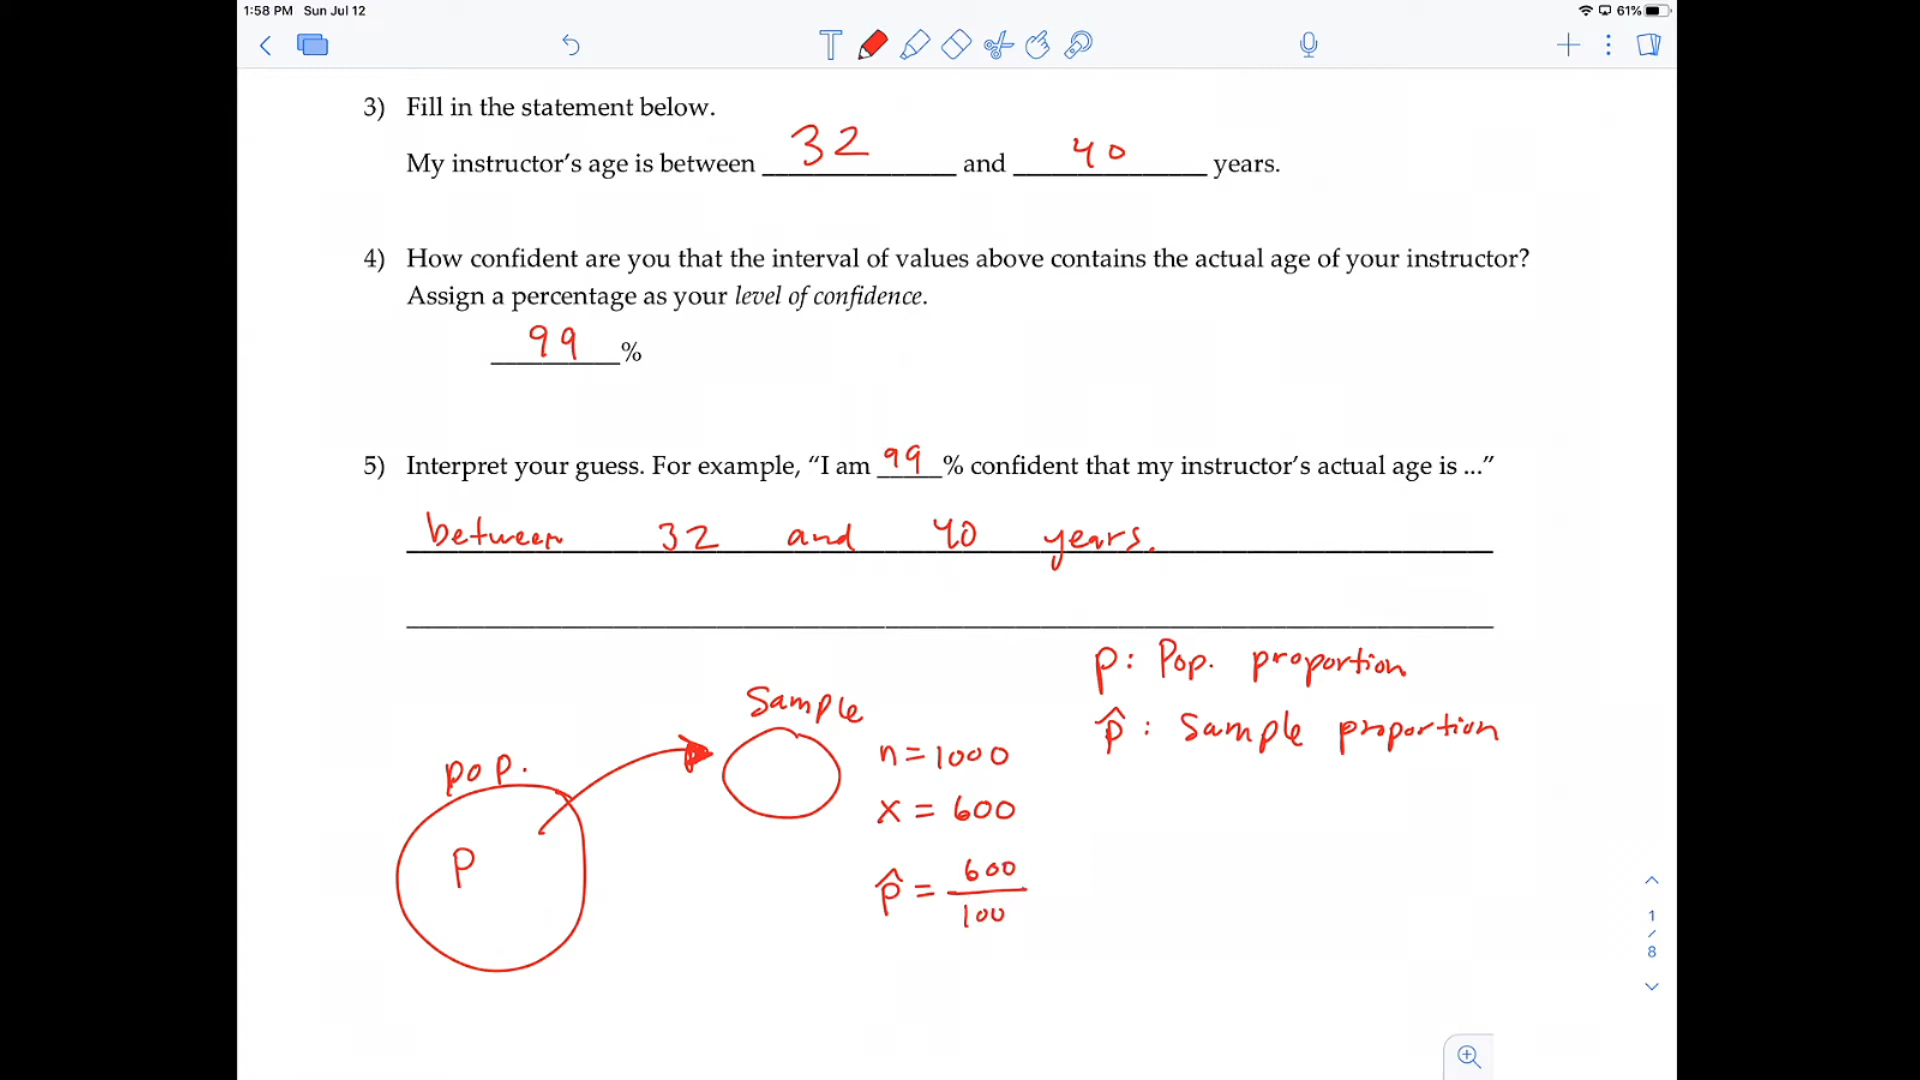 1:58 PM Sun Jul 12
61%
3) Fill in the statement below.
My instructor's age is between 32 and 40 years.
4) How confident are you that the interval of values above contains the actual age of your instructor?
Assign a percentage as your level of confidence.
99 %
5) Interpret your guess. For example, “I am 99 % confident that my instructor's actual age is ...”
between 32 and 40 years.
p: Pop. proportion
p̂ : Sample proportion
Sample
pop.
n = 1000
x = 600
P
p̂ = 600
100
1
/
8